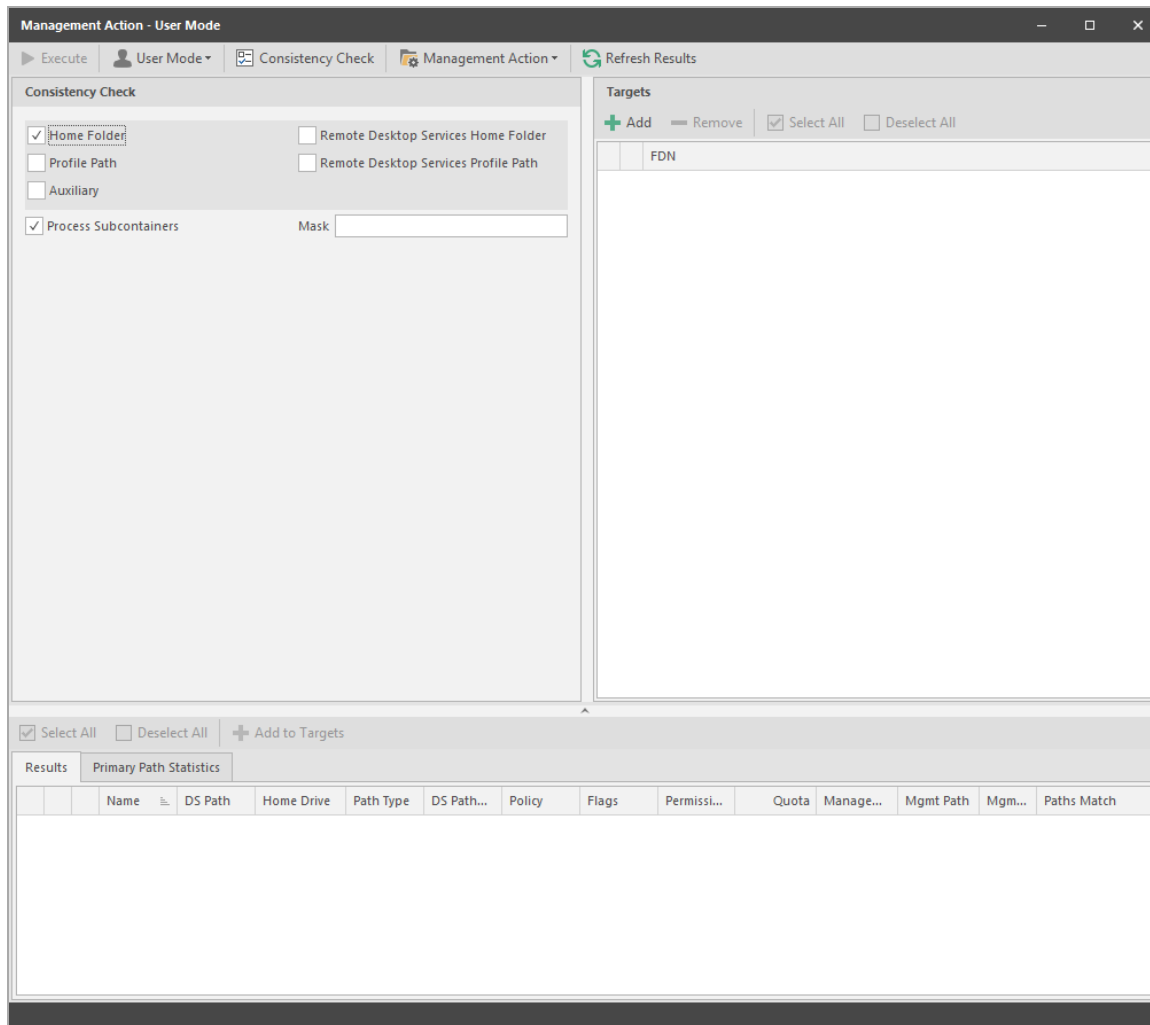 Management Action - User Mode
Execute User Mode Consistency Check Management Action Refresh Results
Consistency Check
Targets
Add Remove Select All Deselect All
Home Folder
Remote Desktop Services Home Folder
Profile Path
Remote Desktop Services Profile Path
Auxiliary
Process Subcontainers
Mask
FDN
Select All Deselect All Add to Targets
Results Primary Path Statistics
Name DS Path Home Drive Path Type DS Path... Policy Flags Permissi... Quota Manage... Mgmt Path Mgm... Paths Match